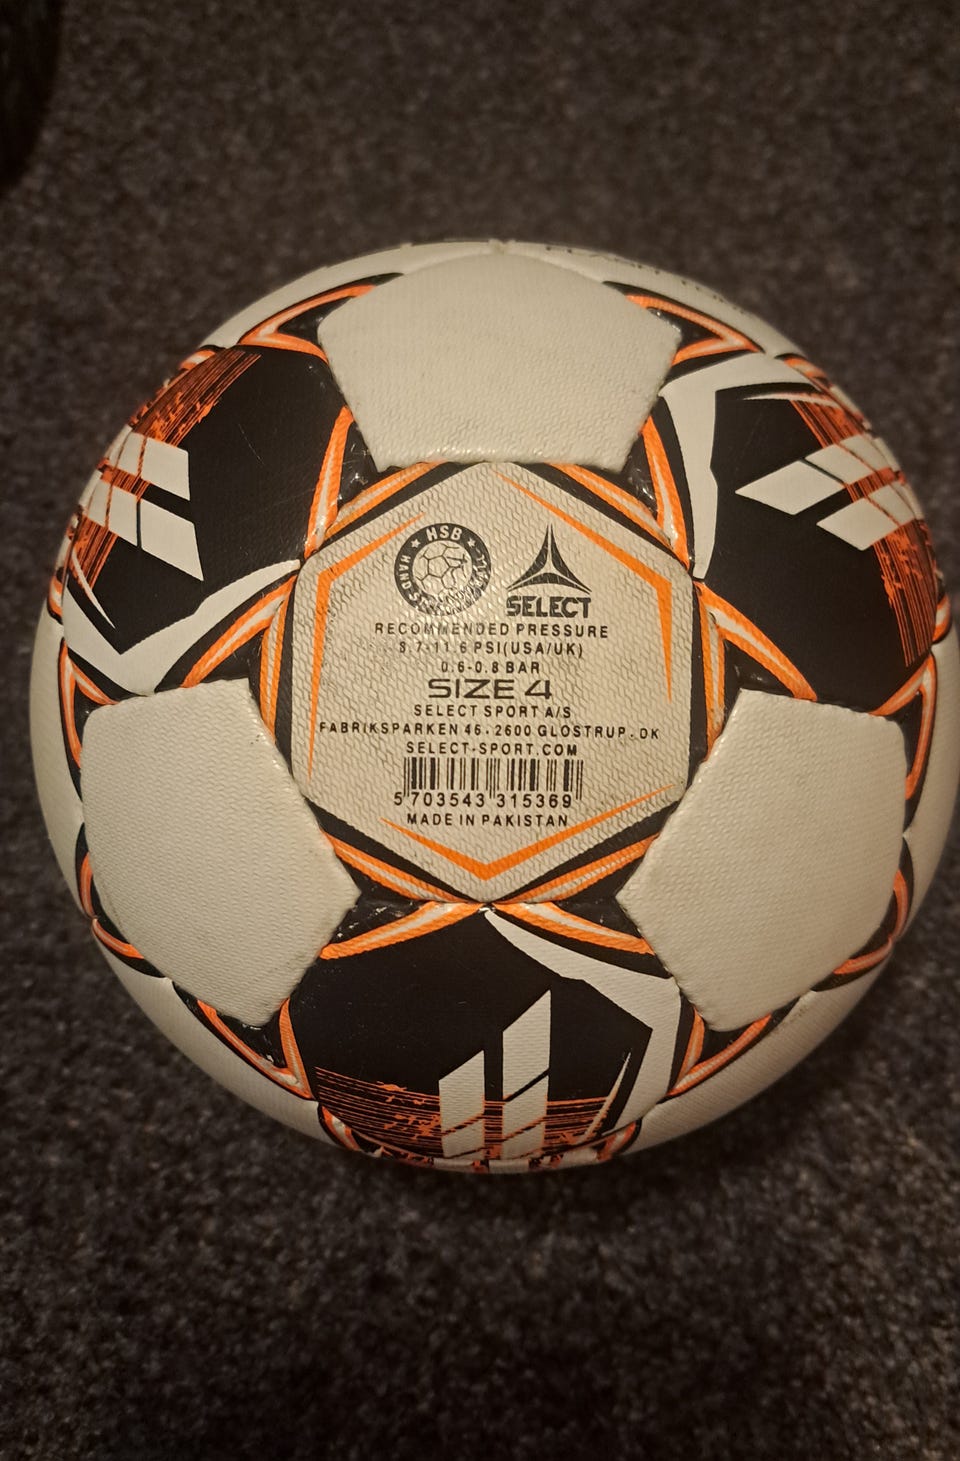 HSB
SELECT
RECOMMENDED PRESSURE
8.7-11.6 PSI(USA/UK)
0.6-0.8 BAR
SIZE 4
SELECT SPORT A/S
FABRIKSPARKEN 46 . 2600 GLOSTRUP . DK
SELECT-SPORT.COM
5 703543 315369
MADE IN PAKISTAN